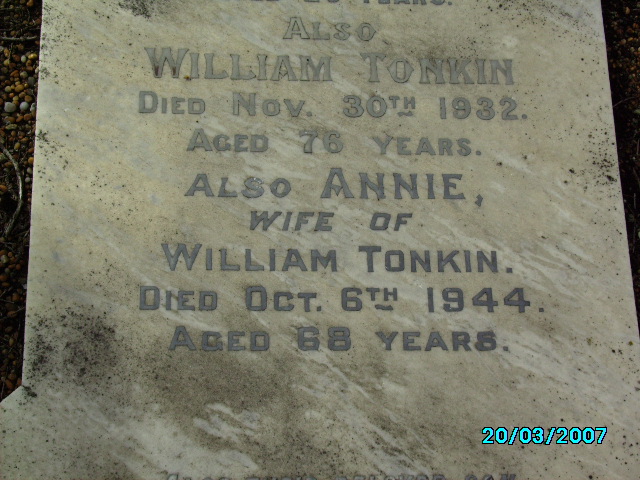 YEARS.
ALSO
WILLIAM TONKIN
DIED NOV. 30TH 1932.
AGED 76 YEARS.
ALSO ANNIE,
WIFE OF
WILLIAM TONKIN.
DIED OCT. 6TH 1944.
AGED 68 YEARS.
20/03/2007